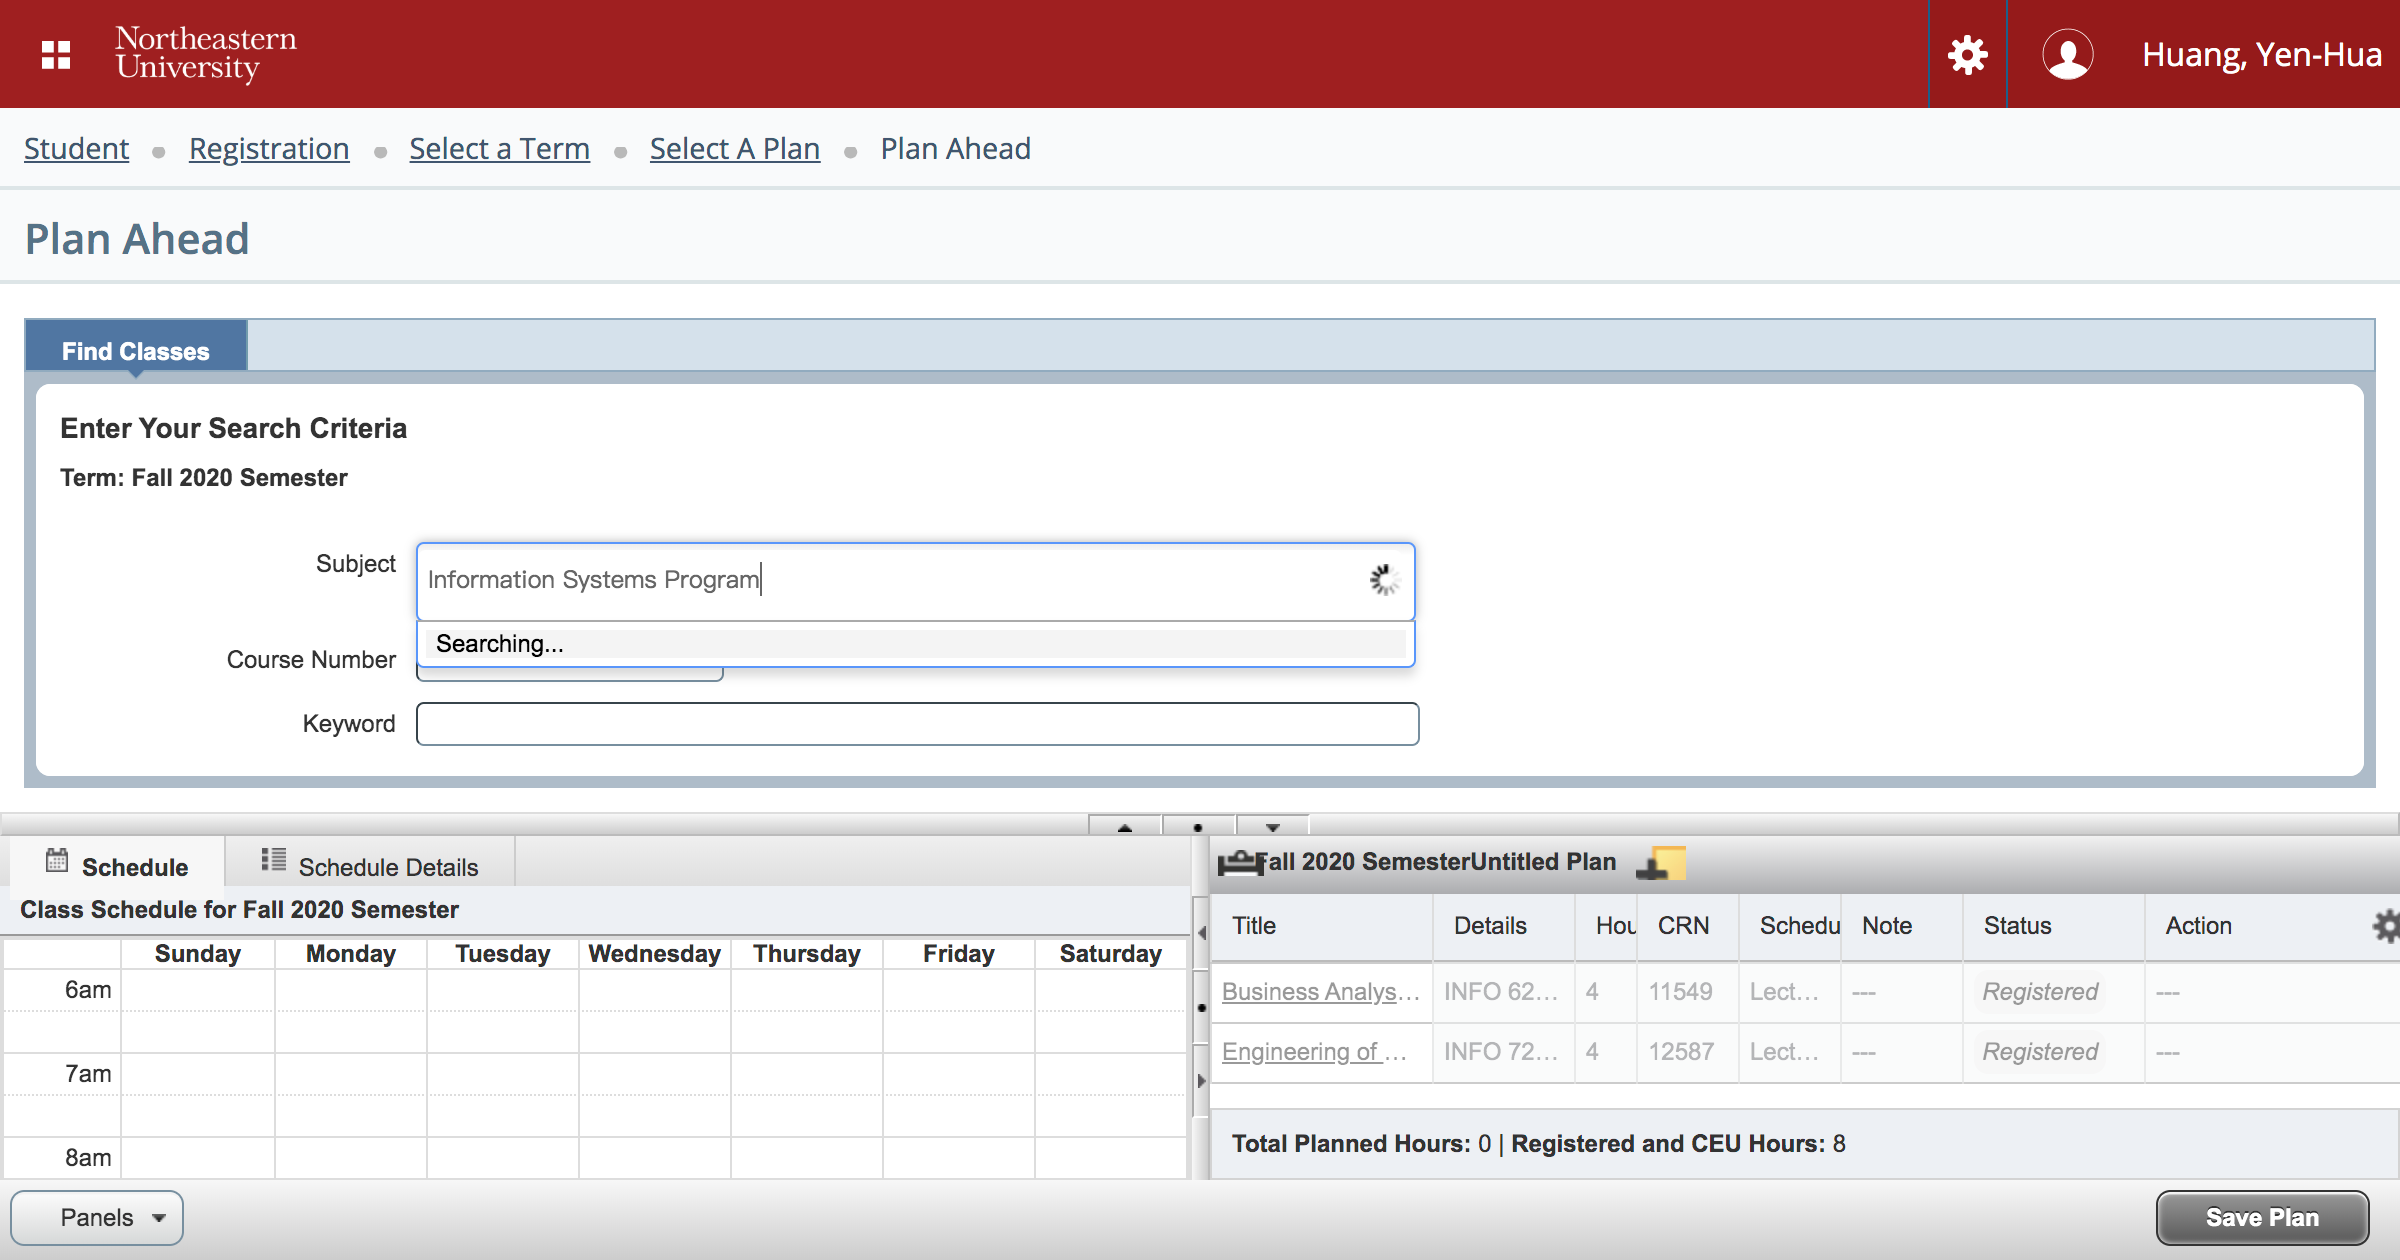 Northeastern
University
Huang, Yen-Hua
Student Registration Select a Term Select A Plan Plan Ahead
Plan Ahead
Find Classes
Enter Your Search Criteria
Term: Fall 2020 Semester
Subject Information Systems Program
Searching...
Course Number
Keyword
Schedule Schedule Details
Class Schedule for Fall 2020 Semester
Sunday Monday Tuesday Wednesday Thursday Friday Saturday
6am
7am
8am
Fall 2020 SemesterUntitled Plan
Title Details Hou CRN Schedu Note Status Action
Business Analys... INFO 62... 4 11549 Lect... --- Registered ---
Engineering of ... INFO 72... 4 12587 Lect... --- Registered ---
Total Planned Hours: 0 | Registered and CEU Hours: 8
Panels
Save Plan